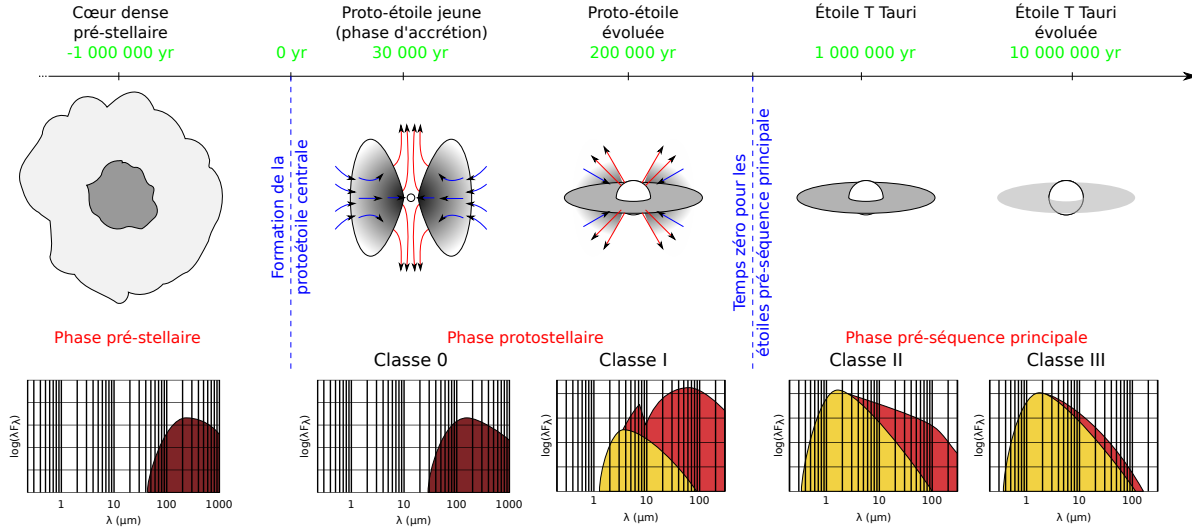 Cœur dense
pré-stellaire
-1 000 000 yr
0 yr
Proto-étoile jeune
(phase d'accrétion)
30 000 yr
Proto-étoile
évoluée
200 000 yr
Étoile T Tauri
1 000 000 yr
Étoile T Tauri
évoluée
10 000 000 yr
Formation de la
protoétoile centrale
Temps zéro pour les
étoiles pré-séquence principale
Phase pré-stellaire
Phase protostellaire
Phase pré-séquence principale
Classe 0
Classe I
Classe II
Classe III
log(λFλ)
1 10 100 1000
λ (µm)
log(λFλ)
1 10 100 1000
λ (µm)
log(λFλ)
1 10 100
λ (µm)
log(λFλ)
1 10 100
λ (µm)
log(λFλ)
1 10 100
λ (µm)